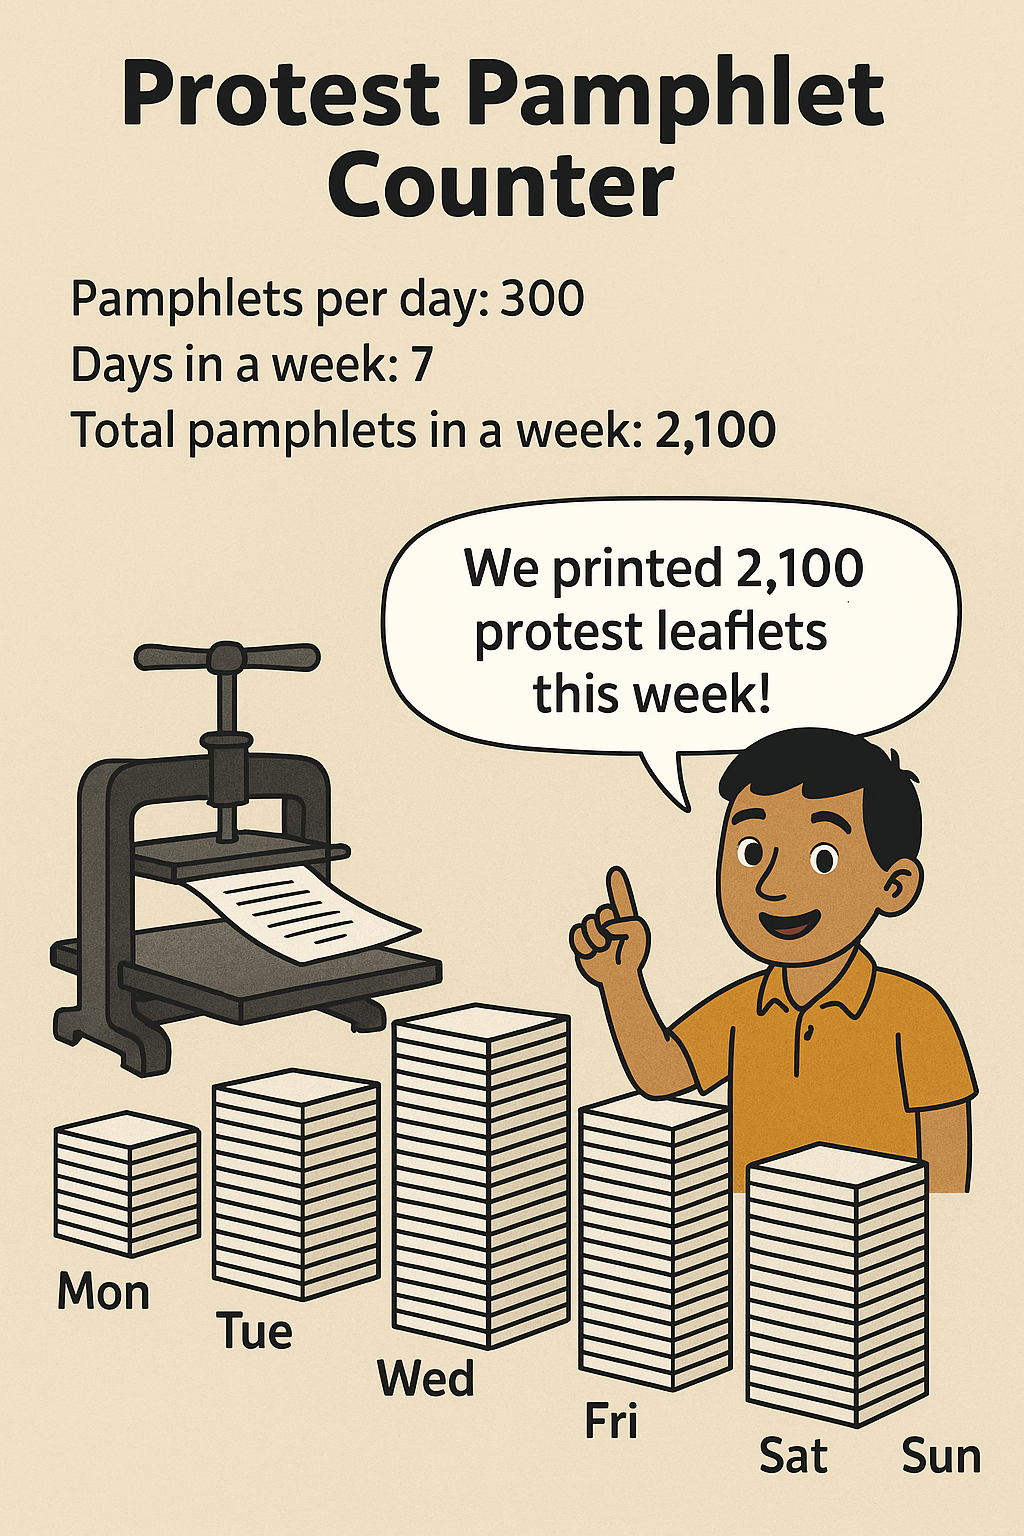 Protest Pamphlet
Counter
Pamphlets per day: 300
Days in a week: 7
Total pamphlets in a week: 2,100
We printed 2,100
protest leaflets
this week!
Mon
Tue
Wed
Fri
Sat
Sun